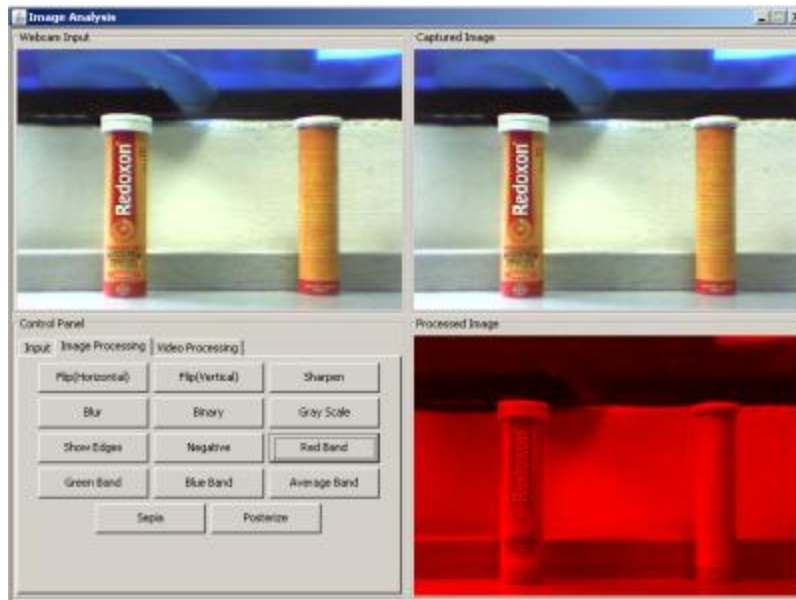 Image Analysis
Webcam Input
Captured Image
Redoxon
Redoxon
Control Panel
Processed Image
Input
Image Processing
Video Processing
Flip(Horizontal)
Flip(Vertical)
Sharpen
Blur
Binary
Gray Scale
Show Edges
Negative
Red Band
Green Band
Blue Band
Average Band
Sepia
Posterize
Redoxon